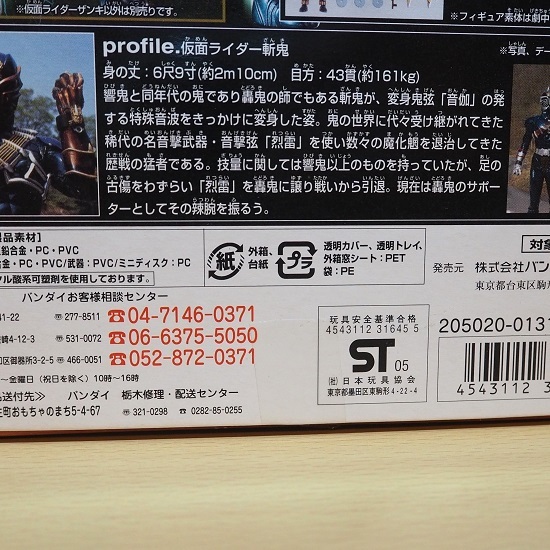 ※仮面ライダーザンキ以外は別売りです。
※フィギュア素体は劇中
profile.仮面ライダー斬鬼
身の丈：6尺9寸（約2m10cm）　目方：43貫（約161kg）
響鬼と同年代の鬼であり轟鬼の師でもある斬鬼が、変身鬼弦「音伽」の発
する特殊音波をきっかけに変身した姿。鬼の世界に代々受け継がれてきた
稀代の名音撃武器・音撃弦「烈雷」を使い数々の魔化魍を退治してきた
歴戦の猛者である。技量に関しては響鬼以上のものを持っていたが、足の
古傷をわずらい「烈雷」を轟鬼に譲り戦いから引退。現在は轟鬼のサポー
ターとしてその辣腕を振るう。
※写真、デー
製品素材】
亜鉛合金・PC・PVC
合金・PC・PVC/武器：PVC/ミニディスク：PC
ル酸系可塑剤を使用しております。
紙
外箱、
台紙
プラ
透明カバー、透明トレイ、
外箱窓シート：PET
袋：PE
対象
発売元　株式会社バン
東京都台東区駒
バンダイお客様相談センター
41-22　〒277-8511　☎04-7146-0371
崎4-12-3　〒531-0072　☎06-6375-5050
区御器所3-2-5　〒466-0051　☎052-872-0371
～金曜日（祝日を除く）10時～16時
品送付先》　バンダイ　栃木修理・配送センター
生町おもちゃのまち5-4-67　〒321-0298　☎0282-85-0255
玩具安全基準合格
4543112 31645 5
ST 05
(社)日本玩具協会
東京都墨田区東駒形4-22-4
205020-0131
4543112 3